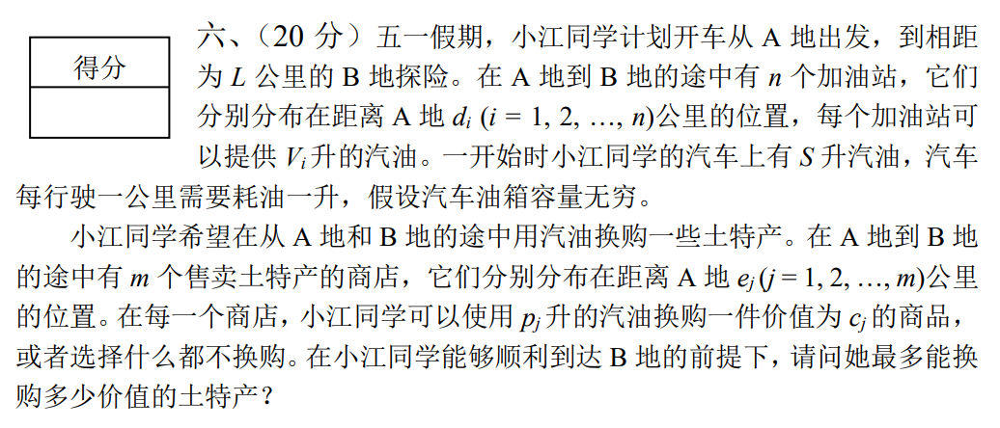 得分
六、（20 分）五一假期，小江同学计划开车从 A 地出发，到相距
为 L 公里的 B 地探险。在 A 地到 B 地的途中有 n 个加油站，它们
分别分布在距离 A 地 di (i = 1, 2, …, n)公里的位置，每个加油站可
以提供 Vi 升的汽油。一开始时小江同学的汽车上有 S 升汽油，汽车
每行驶一公里需要耗油一升，假设汽车油箱容量无穷。
小江同学希望在从 A 地和 B 地的途中用汽油换购一些土特产。在 A 地到 B 地
的途中有 m 个售卖土特产的商店，它们分别分布在距离 A 地 ej (j = 1, 2, …, m)公里
的位置。在每一个商店，小江同学可以使用 pj 升的汽油换购一件价值为 cj 的商品，
或者选择什么都不换购。在小江同学能够顺利到达 B 地的前提下，请问她最多能换
购多少价值的土特产？